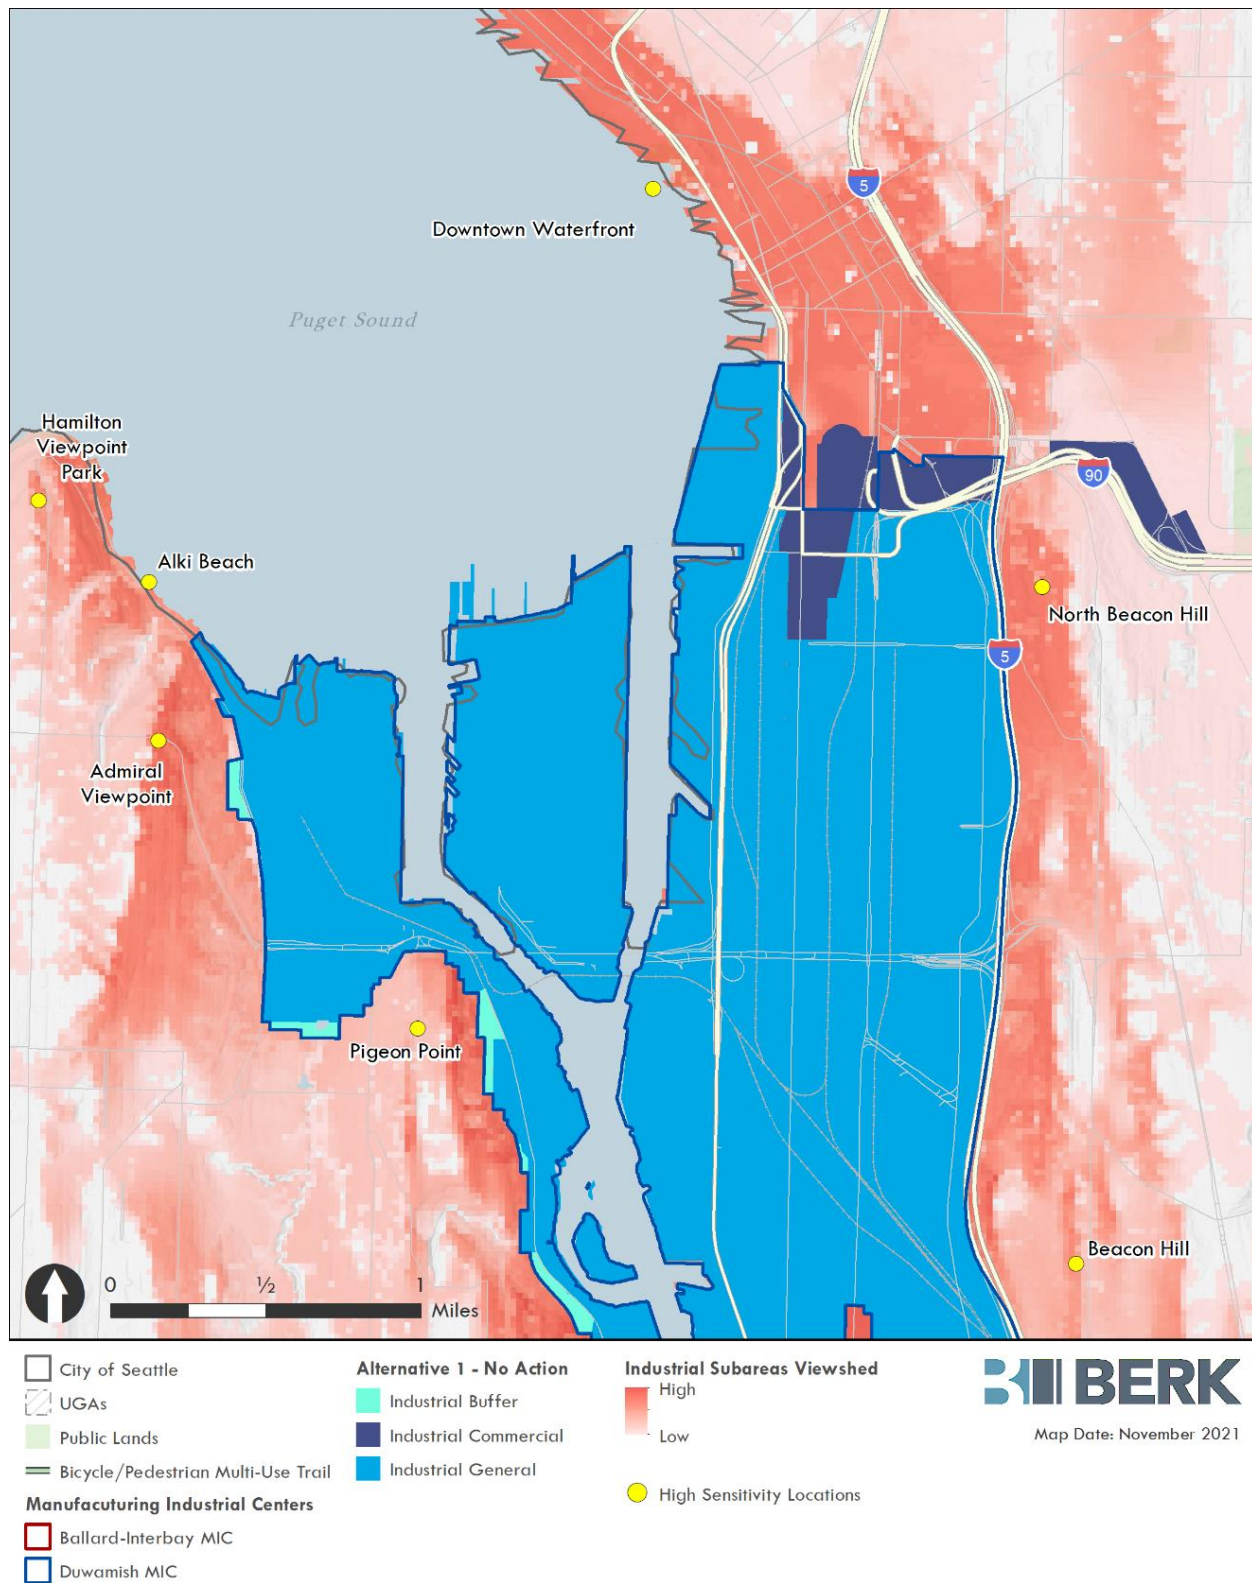 5
Downtown Waterfront
Puget Sound
Hamilton
Viewpoint
Park
90
Alki Beach
North Beacon Hill
5
Admiral
Viewpoint
Pigeon Point
Beacon Hill
0 ½ 1
Miles
City of Seattle
UGAs
Public Lands
Bicycle/Pedestrian Multi-Use Trail
Manufacuturing Industrial Centers
Ballard-Interbay MIC
Duwamish MIC
Alternative 1 - No Action
Industrial Buffer
Industrial Commercial
Industrial General
Industrial Subareas Viewshed
High
Low
High Sensitivity Locations
BERK
Map Date: November 2021